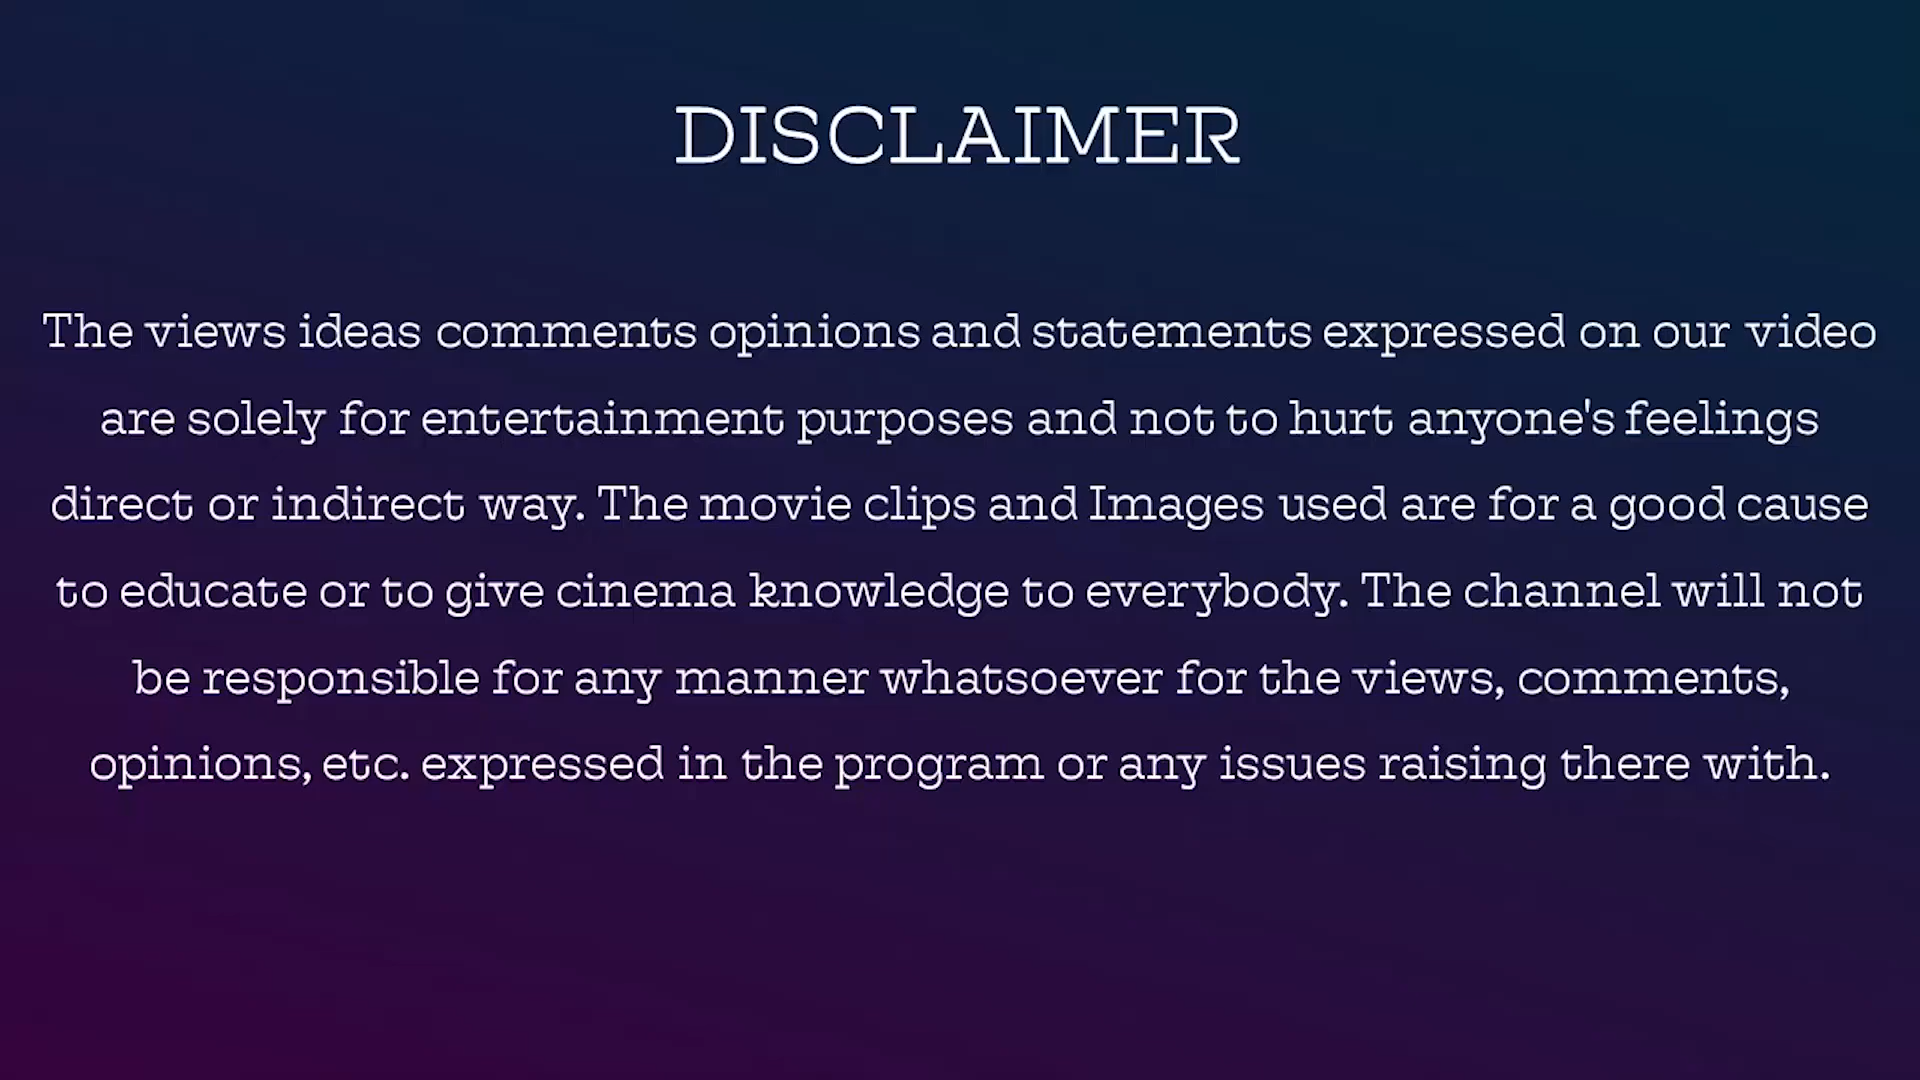 DISCLAIMER
The views ideas comments opinions and statements expressed on our video
are solely for entertainment purposes and not to hurt anyone's feelings
direct or indirect way. The movie clips and Images used are for a good cause
to educate or to give cinema knowledge to everybody. The channel will not
be responsible for any manner whatsoever for the views, comments,
opinions, etc. expressed in the program or any issues raising there with.